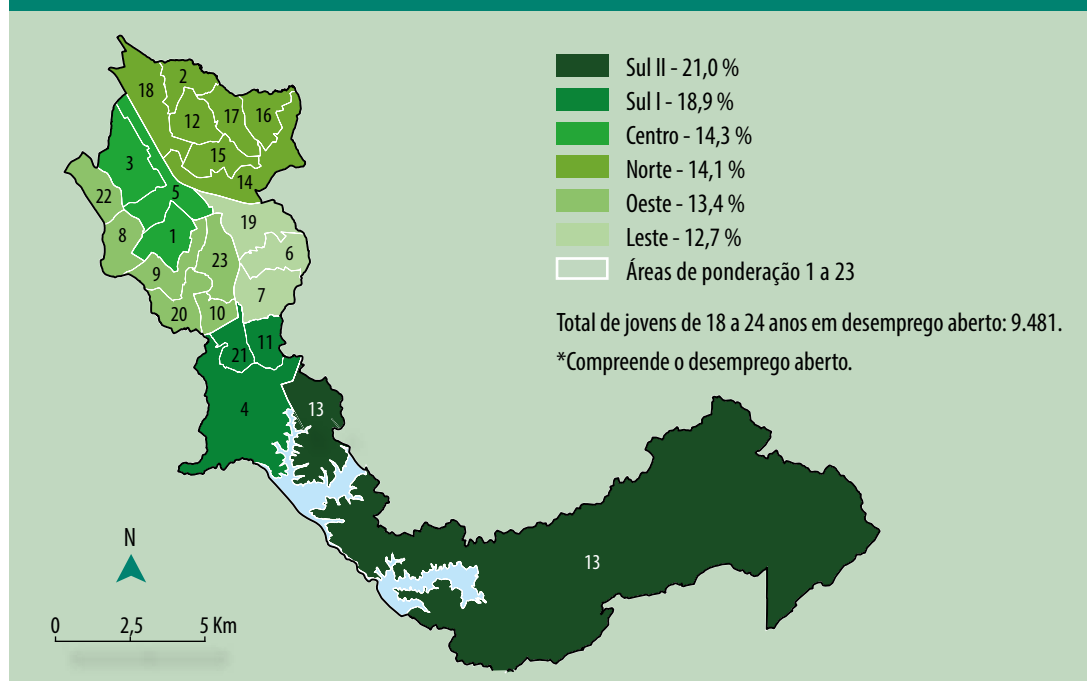 Sul II - 21,0 %
Sul I - 18,9 %
Centro - 14,3 %
Norte - 14,1 %
Oeste - 13,4 %
Leste - 12,7 %
Áreas de ponderação 1 a 23
Total de jovens de 18 a 24 anos em desemprego aberto: 9.481.
*Compreende o desemprego aberto.
2
18
12
17
16
15
3
14
22
5
19
8
1
23
6
9
7
20
10
11
21
4
13
13
N
0 2,5 5 Km